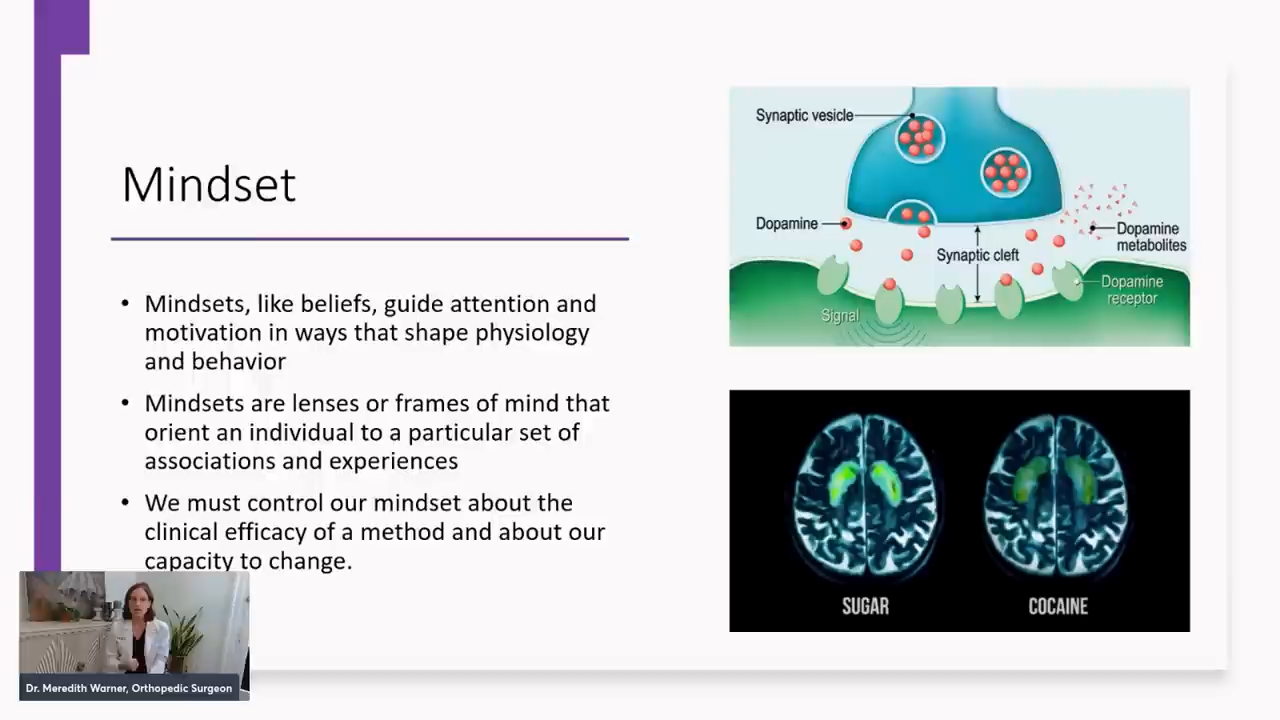 Mindset
• Mindsets, like beliefs, guide attention and
motivation in ways that shape physiology
and behavior
• Mindsets are lenses or frames of mind that
orient an individual to a particular set of
associations and experiences
• We must control our mindset about the
clinical efficacy of a method and about our
capacity to change.
Synaptic vesicle
Dopamine
Synaptic cleft
Dopamine
metabolites
Dopamine
receptor
Signal
SUGAR
COCAINE
Dr. Meredith Warner, Orthopedic Surgeon